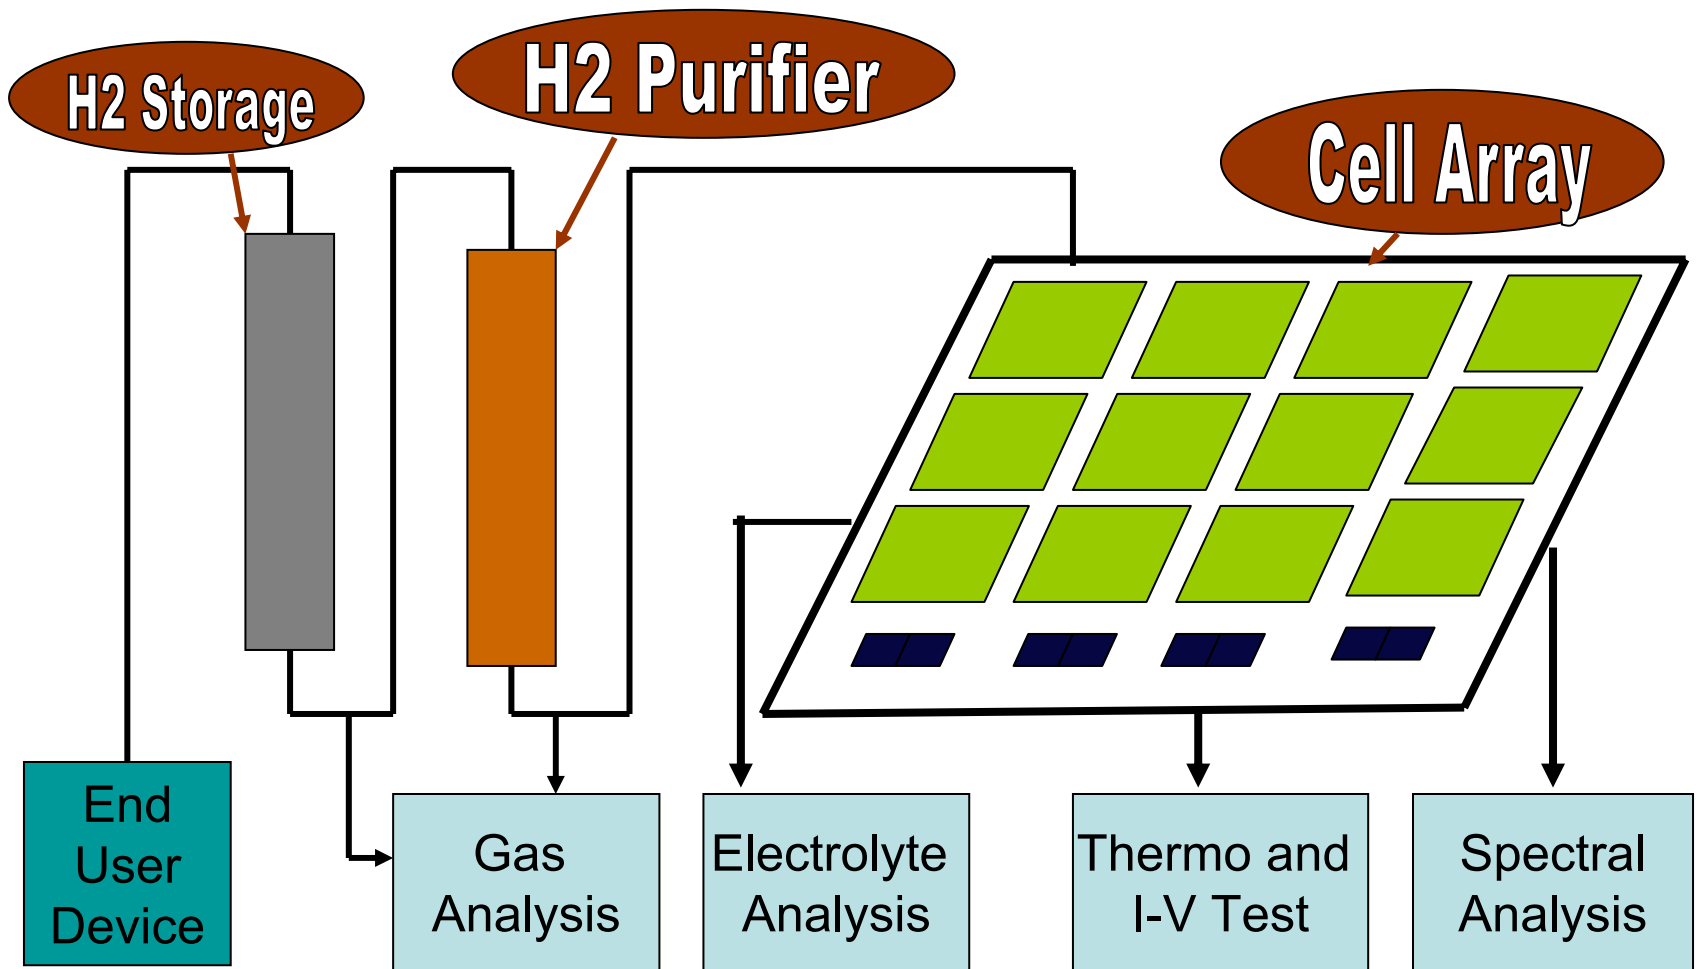 H2 Storage
H2 Purifier
Cell Array
End
User
Device
Gas
Analysis
Electrolyte
Analysis
Thermo and
I-V Test
Spectral
Analysis